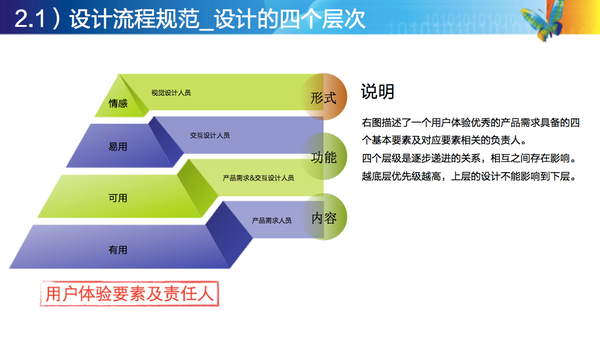 2.1）设计流程规范_设计的四个层次
情感
视觉设计人员
形式
易用
交互设计人员
功能
可用
产品需求&交互设计人员
有用
产品需求人员
内容
用户体验要素及责任人
说明
右图描述了一个用户体验优秀的产品需求具备的四
个基本要素及对应要素相关的负责人。
四个层级是逐步递进的关系，相互之间存在影响。
越底层优先级越高，上层的设计不能影响到下层。